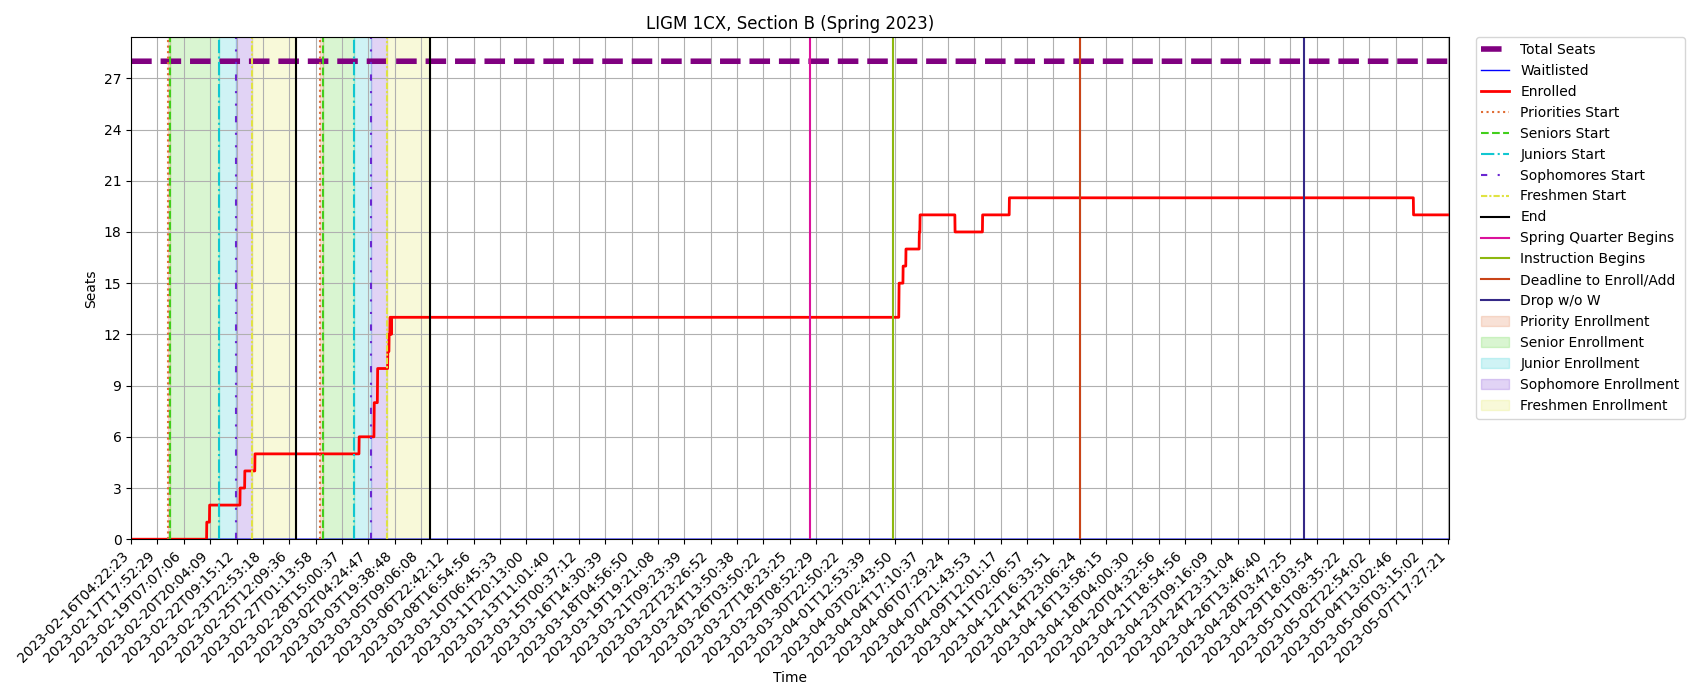 LIGM 1CX, Section B (Spring 2023)
Total Seats
Waitlisted
Enrolled
Priorities Start
Seniors Start
Juniors Start
Sophomores Start
Freshmen Start
End
Spring Quarter Begins
Instruction Begins
Deadline to Enroll/Add
Drop w/o W
Priority Enrollment
Senior Enrollment
Junior Enrollment
Sophomore Enrollment
Freshmen Enrollment
Seats
27
24
21
18
15
12
9
6
3
0
2023-02-16T04:22:23
2023-02-17T17:52:29
2023-02-19T07:07:06
2023-02-20T20:04:09
2023-02-22T09:15:12
2023-02-23T22:53:18
2023-02-25T12:09:36
2023-02-27T01:13:58
2023-02-28T15:00:37
2023-03-02T04:24:47
2023-03-03T19:38:48
2023-03-05T09:06:08
2023-03-06T22:42:12
2023-03-08T16:54:56
2023-03-10T06:45:33
2023-03-11T20:13:00
2023-03-13T11:01:40
2023-03-15T00:37:12
2023-03-16T14:30:39
2023-03-18T04:56:50
2023-03-19T19:21:08
2023-03-21T09:23:39
2023-03-22T23:26:52
2023-03-24T13:50:38
2023-03-26T03:50:22
2023-03-27T18:23:25
2023-03-29T08:52:29
2023-03-30T22:50:22
2023-04-01T12:53:39
2023-04-03T02:43:50
2023-04-04T17:10:37
2023-04-06T07:29:24
2023-04-07T21:43:53
2023-04-09T12:01:17
2023-04-11T02:06:57
2023-04-12T16:33:51
2023-04-14T23:06:24
2023-04-16T13:58:15
2023-04-18T04:00:30
2023-04-20T04:32:56
2023-04-21T18:54:56
2023-04-23T09:16:09
2023-04-24T23:31:04
2023-04-26T13:46:40
2023-04-28T03:47:25
2023-04-29T18:03:54
2023-05-01T08:35:22
2023-05-02T22:54:02
2023-05-04T13:02:46
2023-05-06T03:15:02
2023-05-07T17:27:21
Time